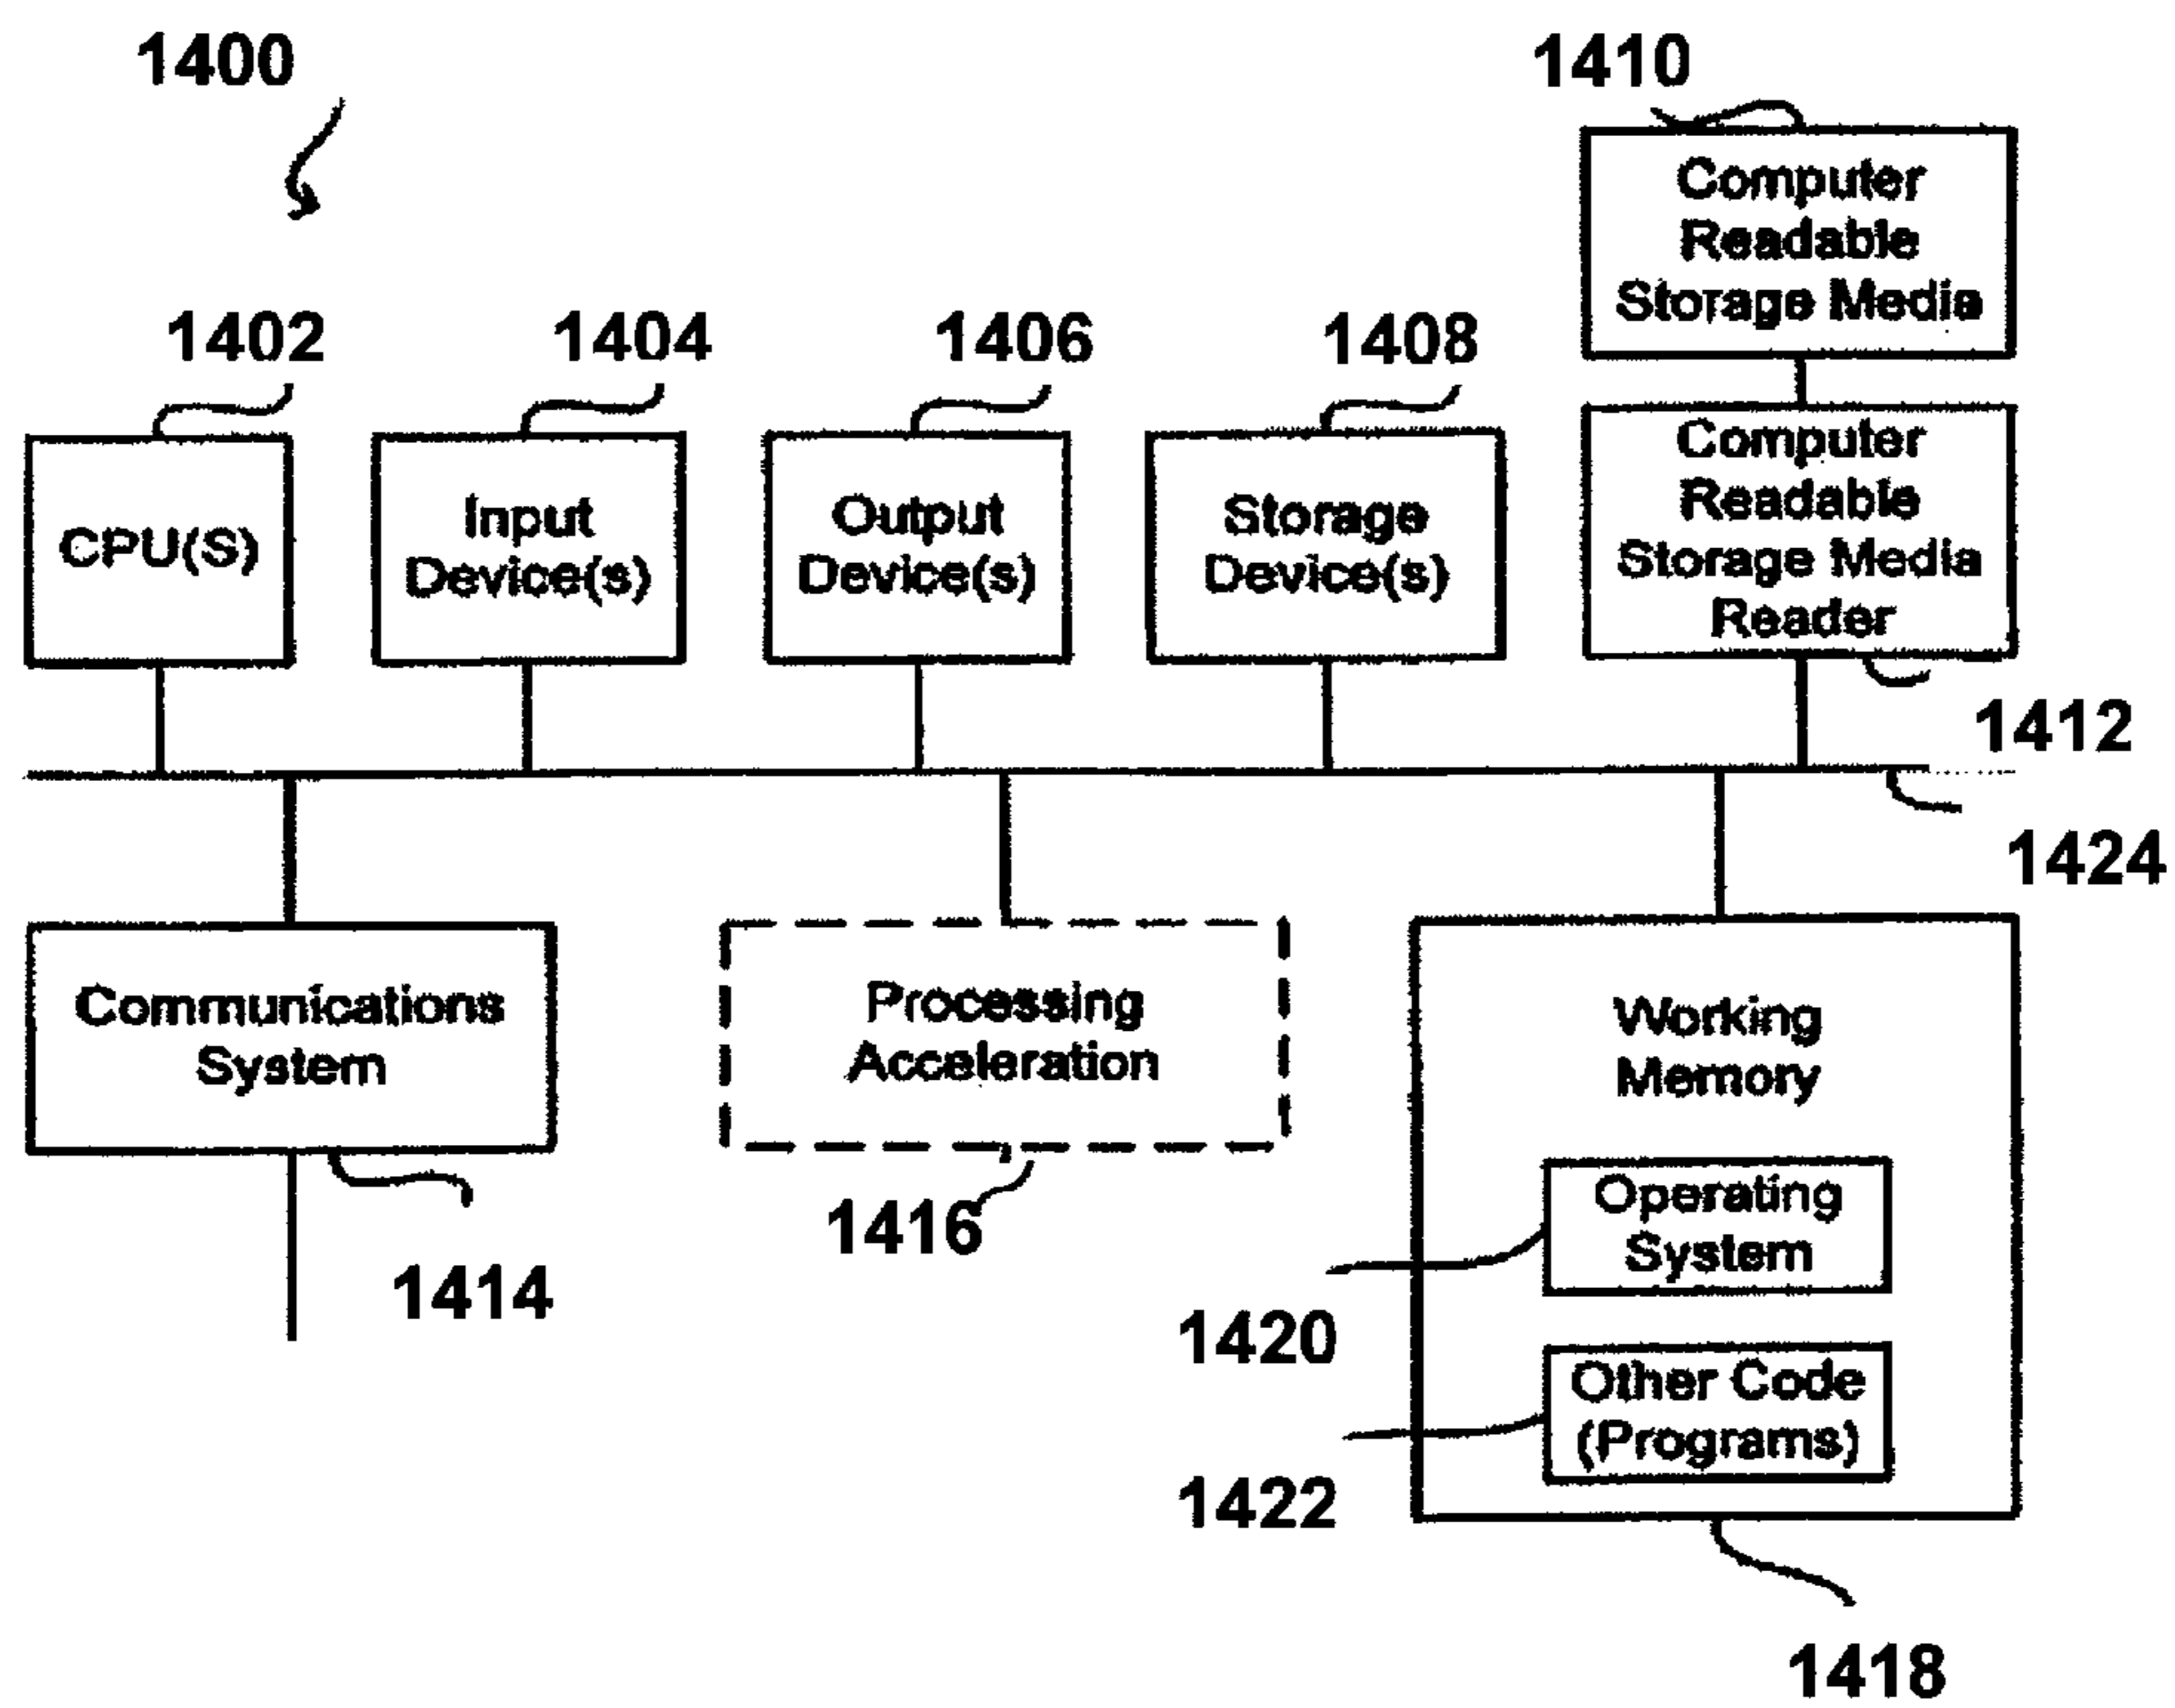 1400
1410
Computer
Readable
Storage Media
1402
1404
1406
1408
CPU(S)
Input
Device(s)
Output
Device(s)
Storage
Device(s)
Computer
Readable
Storage Media
Reader
1412
1424
Communications
System
1414
Processing
Acceleration
1416
Working
Memory
Operating
System
1420
Other Code
(Programs)
1422
1418